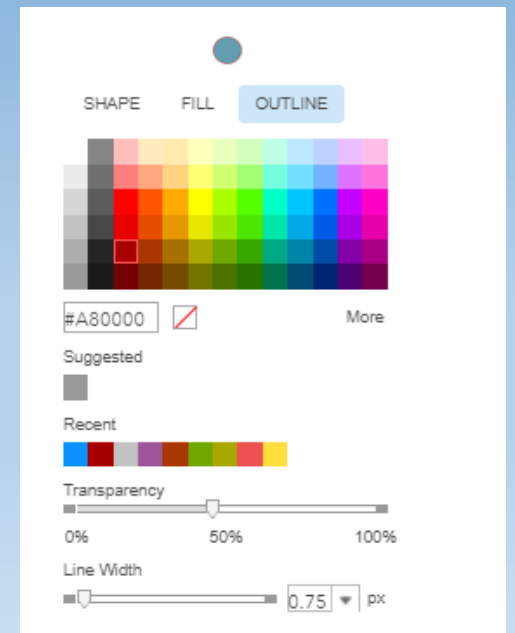 SHAPE FILL OUTLINE
#A80000 More
Suggested
Recent
Transparency
0% 50% 100%
Line Width
0.75 px